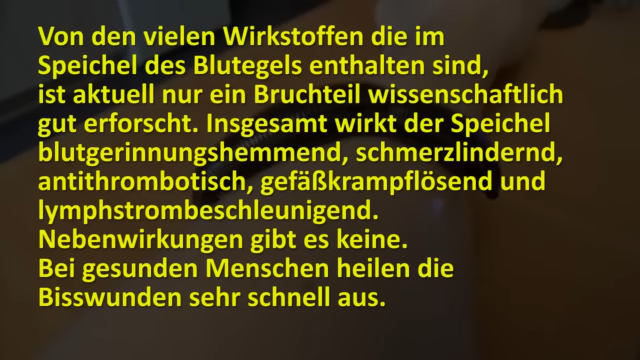 Von den vielen Wirkstoffen die im
Speichel des Blutegels enthalten sind,
ist aktuell nur ein Bruchteil wissenschaftlich
gut erforscht. Insgesamt wirkt der Speichel
blutgerinnungshemmend, schmerzlindernd,
antithrombotisch, gefäßkrampflösend und
lymphstrombeschleunigend.
Nebenwirkungen gibt es keine.
Bei gesunden Menschen heilen die
Bisswunden sehr schnell aus.